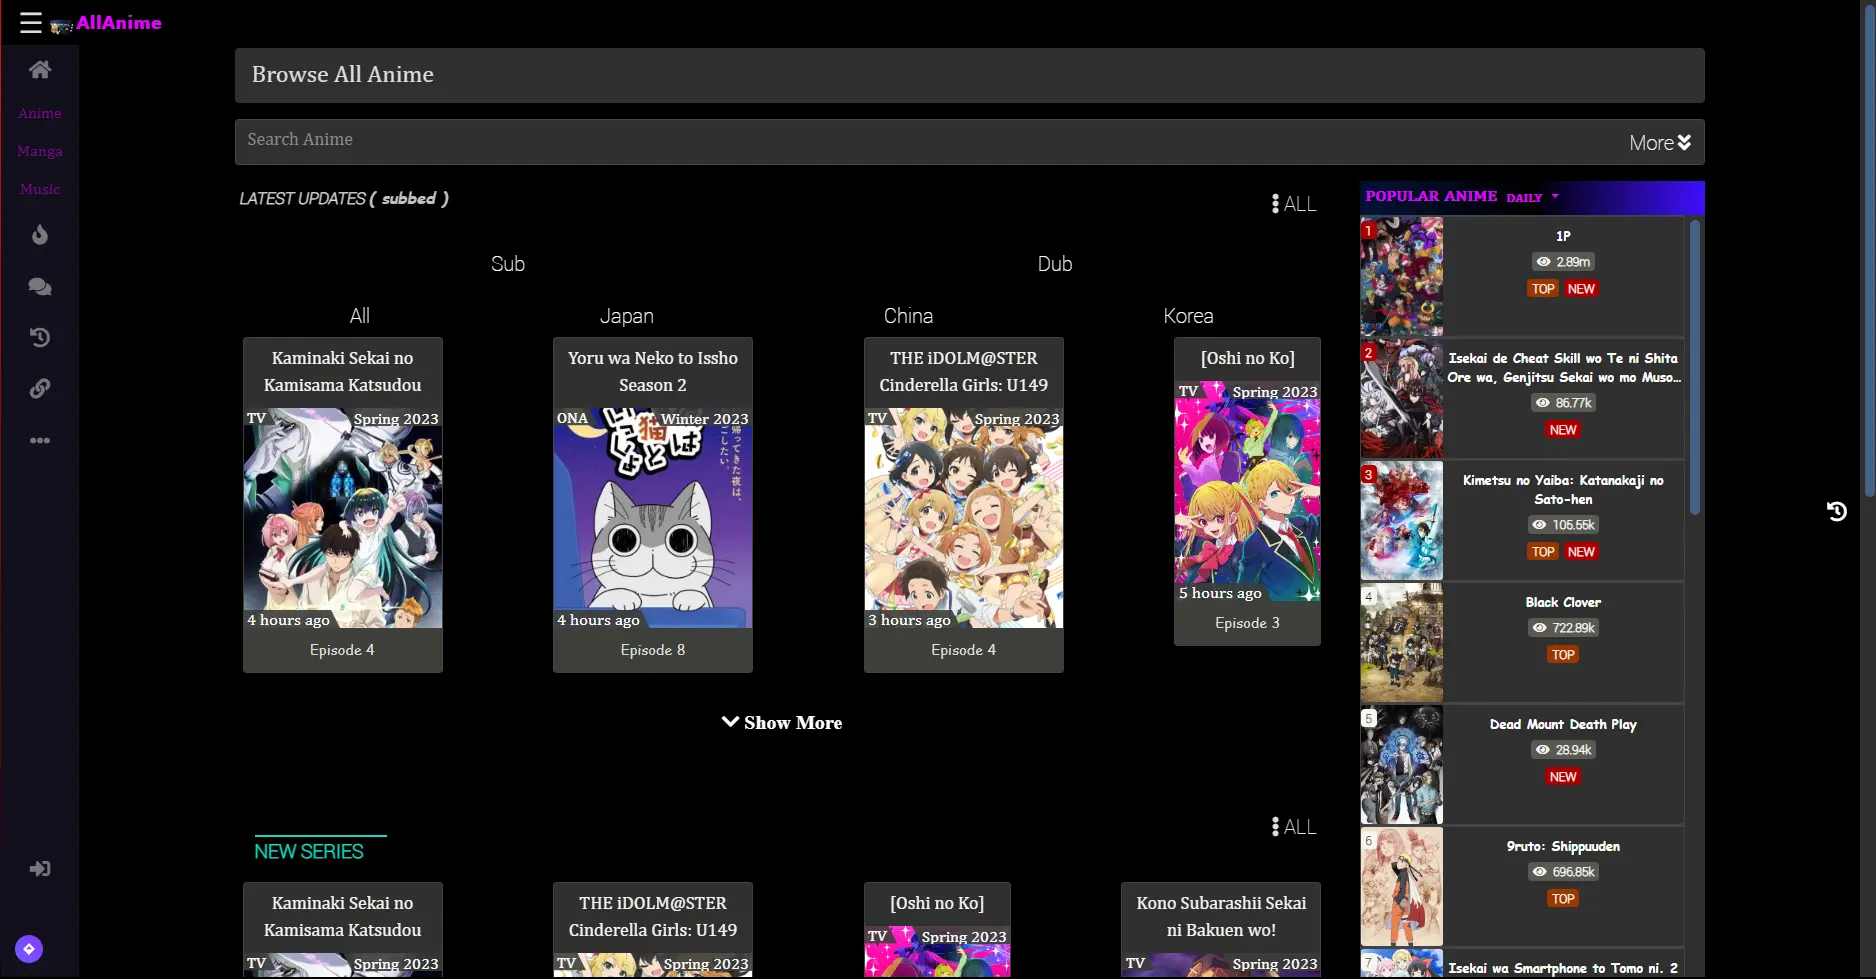 AllAnime
Anime
Manga
Music
Browse All Anime
Search Anime
More
LATEST UPDATES ( subbed )
ALL
Sub
Dub
All
Japan
China
Korea
Kaminaki Sekai no
Kamisama Katsudou
TV
Spring 2023
4 hours ago
Episode 4
Yoru wa Neko to Issho
Season 2
ONA
Winter 2023
帰ってきた夜は、
4 hours ago
Episode 8
THE iDOLM@STER
Cinderella Girls: U149
TV
Spring 2023
3 hours ago
Episode 4
[Oshi no Ko]
TV
Spring 2023
5 hours ago
Episode 3
Show More
NEW SERIES
ALL
Kaminaki Sekai no
Kamisama Katsudou
TV
Spring 2023
THE iDOLM@STER
Cinderella Girls: U149
TV
Spring 2023
[Oshi no Ko]
TV
Spring 2023
Kono Subarashii Sekai
ni Bakuen wo!
TV
Spring 2023
POPULAR ANIME DAILY
1
1P
2.89m
TOP NEW
2
Isekai de Cheat Skill wo Te ni Shita
Ore wa, Genjitsu Sekai wo mo Muso...
86.77k
NEW
3
Kimetsu no Yaiba: Katanakaji no
Sato-hen
105.55k
TOP NEW
4
Black Clover
722.89k
TOP
5
Dead Mount Death Play
28.94k
NEW
6
9ruto: Shippuuden
696.85k
TOP
7
Isekai wa Smartphone to Tomo ni. 2